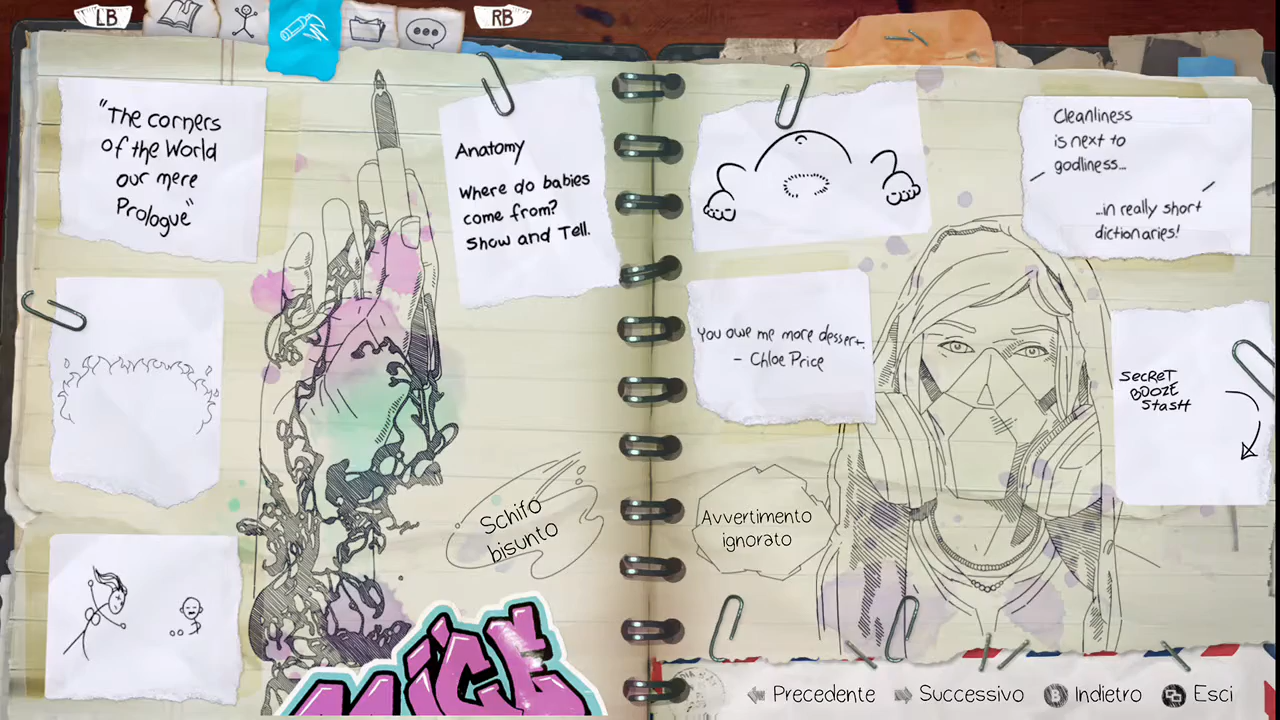 LB
RB
"The corners
of the World
our mere
Prologue"
Anatomy
Where do babies
come from?
Show and Tell.
Schifo
bisunto
NICE
Cleanliness
is next to
godliness...
...in really short
dictionaries!
You owe me more dessert.
- Chloe Price
SECRET
BOOZE
StasH
Avvertimento
ignorato
Precedente
Successivo
B
Indietro
Esci